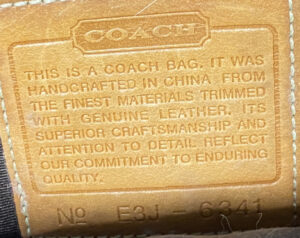 COACH
THIS IS A COACH BAG. IT WAS
HANDCRAFTED IN CHINA FROM
THE FINEST MATERIALS TRIMMED
WITH GENUINE LEATHER. ITS
SUPERIOR CRAFTSMANSHIP AND
ATTENTION TO DETAIL REFLECT
OUR COMMITMENT TO ENDURING
QUALITY.
No E3J - 6341